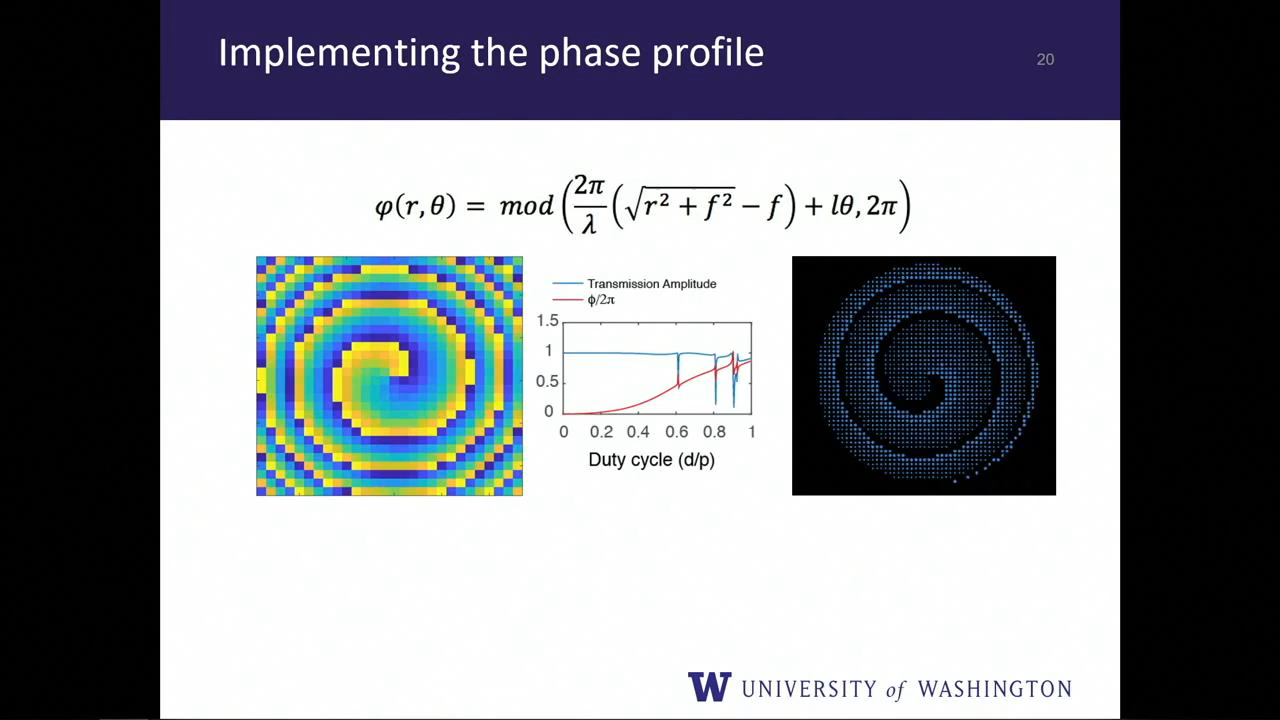 Implementing the phase profile
20
φ(r, θ) = mod(2π/λ (√(r² + f²) − f) + lθ, 2π)
Transmission Amplitude
ϕ/2π
1.5
1
0.5
0
0 0.2 0.4 0.6 0.8 1
Duty cycle (d/p)
W UNIVERSITY of WASHINGTON